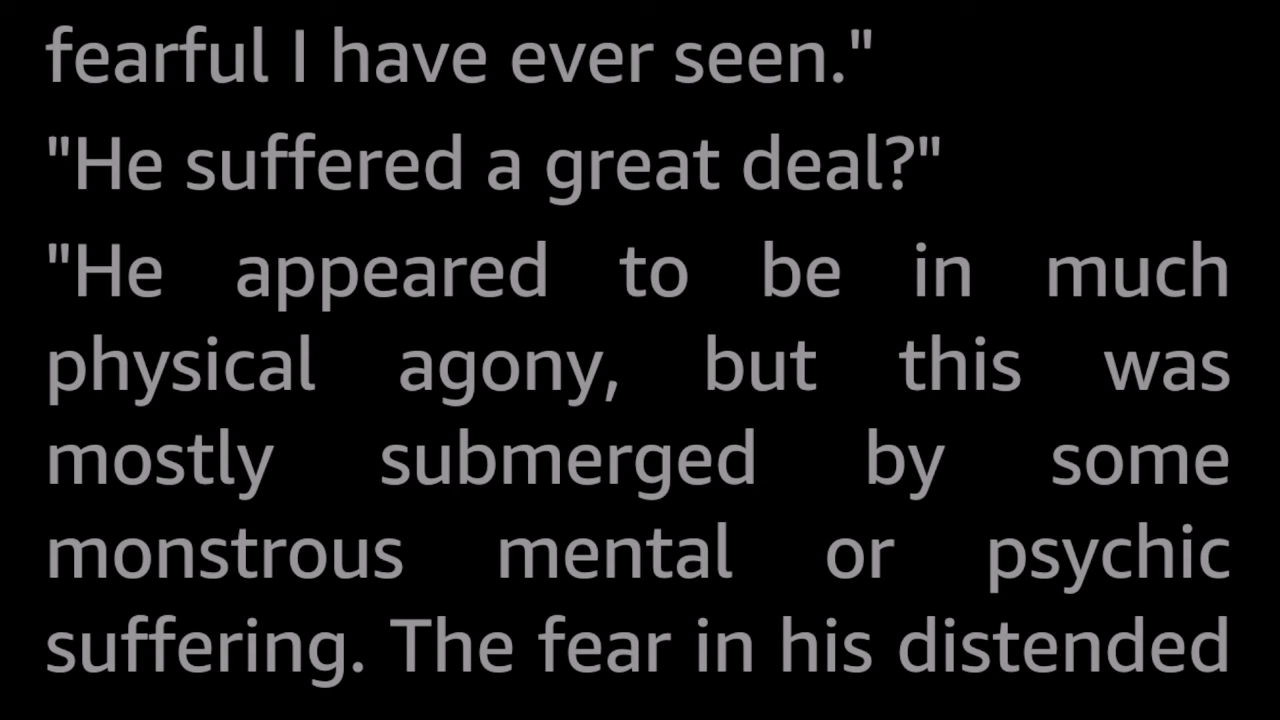 fearful I have ever seen."
"He suffered a great deal?"
"He appeared to be in much
physical agony, but this was
mostly submerged by some
monstrous mental or psychic
suffering. The fear in his distended